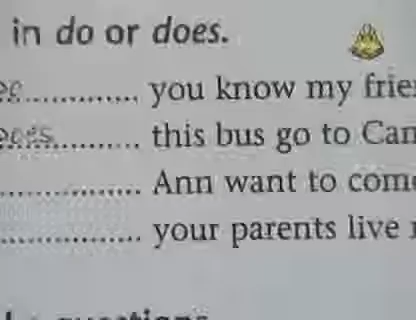 in do or does.
............ you know my frie
............ this bus go to Can
............ Ann want to com
............ your parents live
questions